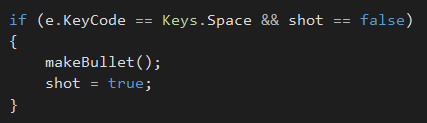 if (e.KeyCode == Keys.Space && shot == false)
{
    makeBullet();
    shot = true;
}